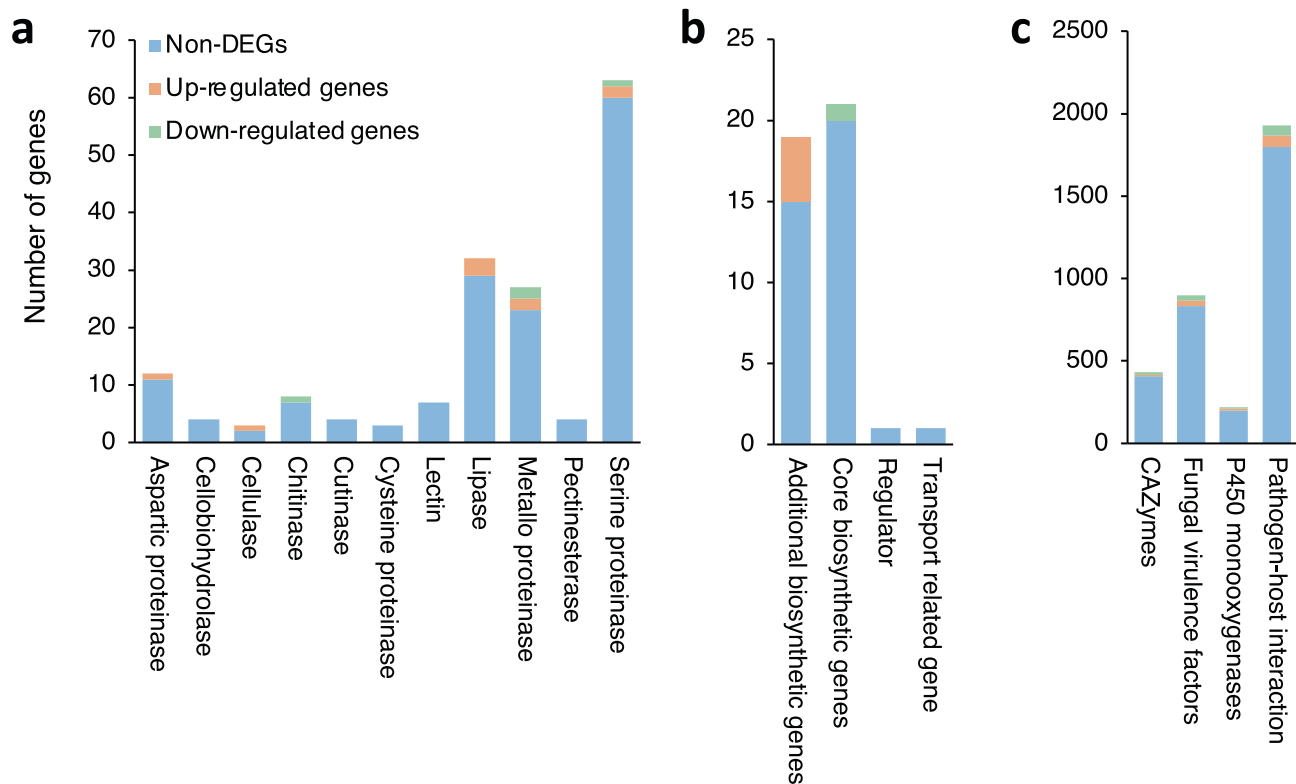 a
70
60
50
40
30
20
10
0
Number of genes
Non-DEGs
Up-regulated genes
Down-regulated genes
Aspartic proteinase
Cellobiohydrolase
Cellulase
Chitinase
Cutinase
Cysteine proteinase
Lectin
Lipase
Metallo proteinase
Pectinesterase
Serine proteinase
b
25
20
15
10
5
0
Additional biosynthetic genes
Core biosynthetic genes
Regulator
Transport related gene
c
2500
2000
1500
1000
500
0
CAZymes
Fungal virulence factors
P450 monooxygenases
Pathogen-host interaction